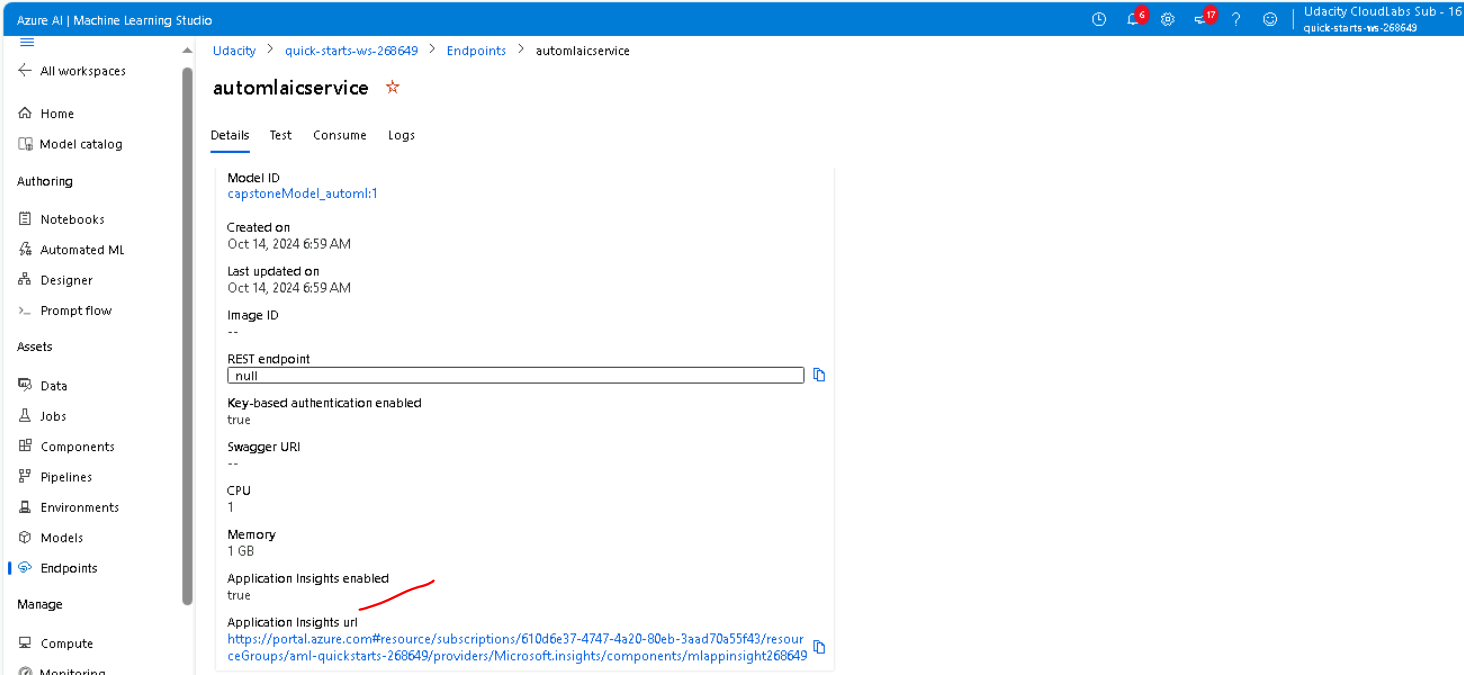 Azure AI | Machine Learning Studio
6
17
Udacity CloudLabs Sub - 16
quick-starts-ws-268649
All workspaces
Home
Model catalog
Authoring
Notebooks
Automated ML
Designer
Prompt flow
Assets
Data
Jobs
Components
Pipelines
Environments
Models
Endpoints
Manage
Compute
Monitoring
Udacity > quick-starts-ws-268649 > Endpoints > automlaicservice
automlaicservice
Details Test Consume Logs
Model ID
capstoneModel_automl:1
Created on
Oct 14, 2024 6:59 AM
Last updated on
Oct 14, 2024 6:59 AM
Image ID
--
REST endpoint
null
Key-based authentication enabled
true
Swagger URI
--
CPU
1
Memory
1 GB
Application Insights enabled
true
Application Insights url
https://portal.azure.com#resource/subscriptions/610d6e37-4747-4a20-80eb-3aad70a55f43/resour
ceGroups/aml-quickstarts-268649/providers/Microsoft.insights/components/mlappinsight268649